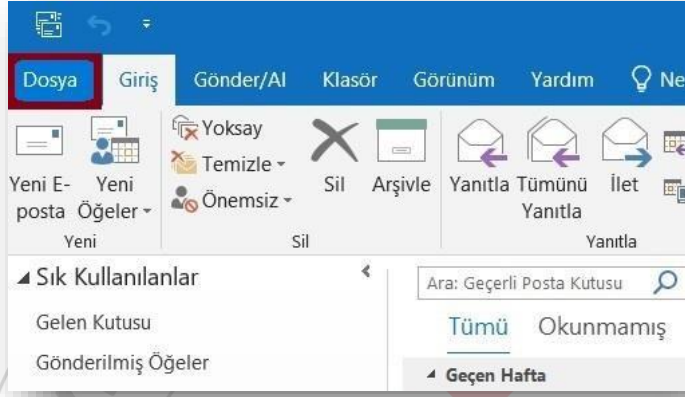 Dosya Giriş Gönder/Al Klasör Görünüm Yardım Ne
Yeni E-posta
Yeni Öğeler
Yoksay
Temizle
Önemsiz
Sil
Arşivle
Yanıtla
Tümünü Yanıtla
İlet
Yeni Sil Yanıtla
Sık Kullanılanlar
Gelen Kutusu
Gönderilmiş Öğeler
Ara: Geçerli Posta Kutusu
Tümü Okunmamış
Geçen Hafta